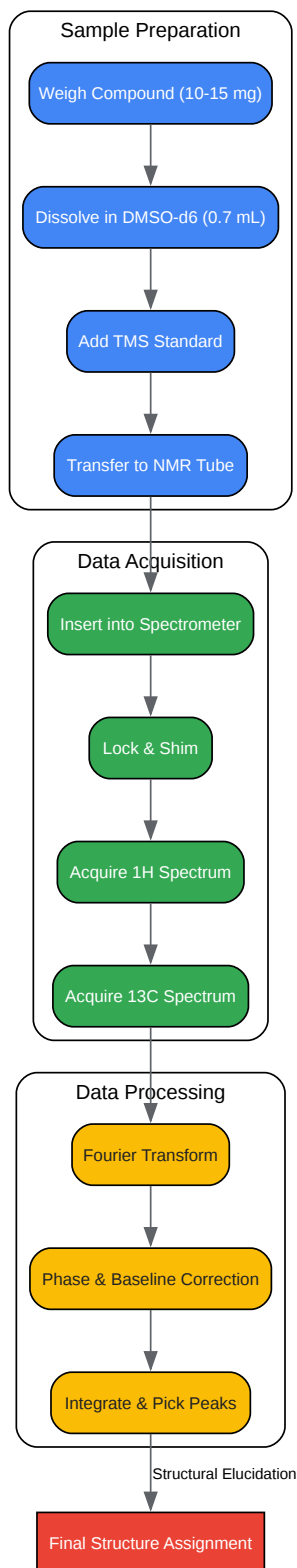 Sample Preparation
Weigh Compound (10-15 mg)
Dissolve in DMSO-d6 (0.7 mL)
Add TMS Standard
Transfer to NMR Tube
Data Acquisition
Insert into Spectrometer
Lock & Shim
Acquire 1H Spectrum
Acquire 13C Spectrum
Data Processing
Fourier Transform
Phase & Baseline Correction
Integrate & Pick Peaks
Structural Elucidation
Final Structure Assignment